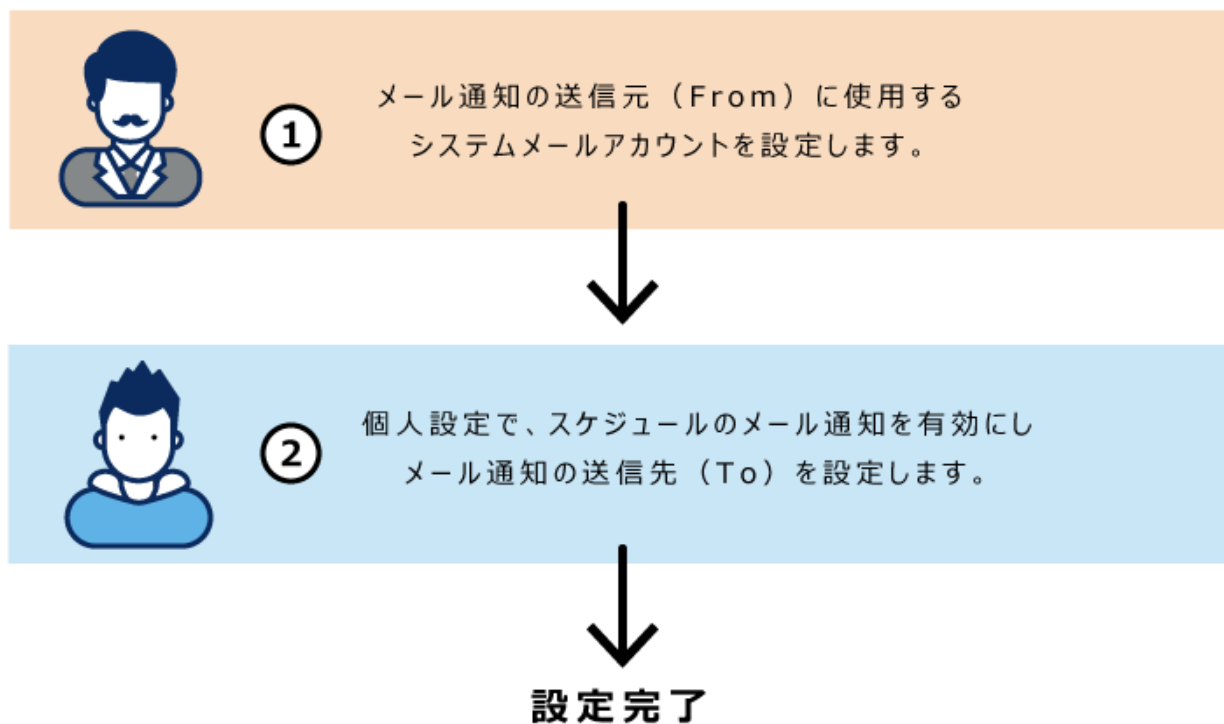 ①
メール通知の送信元（From）に使用する
システムメールアカウントを設定します。
②
個人設定で、スケジュールのメール通知を有効にし
メール通知の送信先（To）を設定します。
設定完了